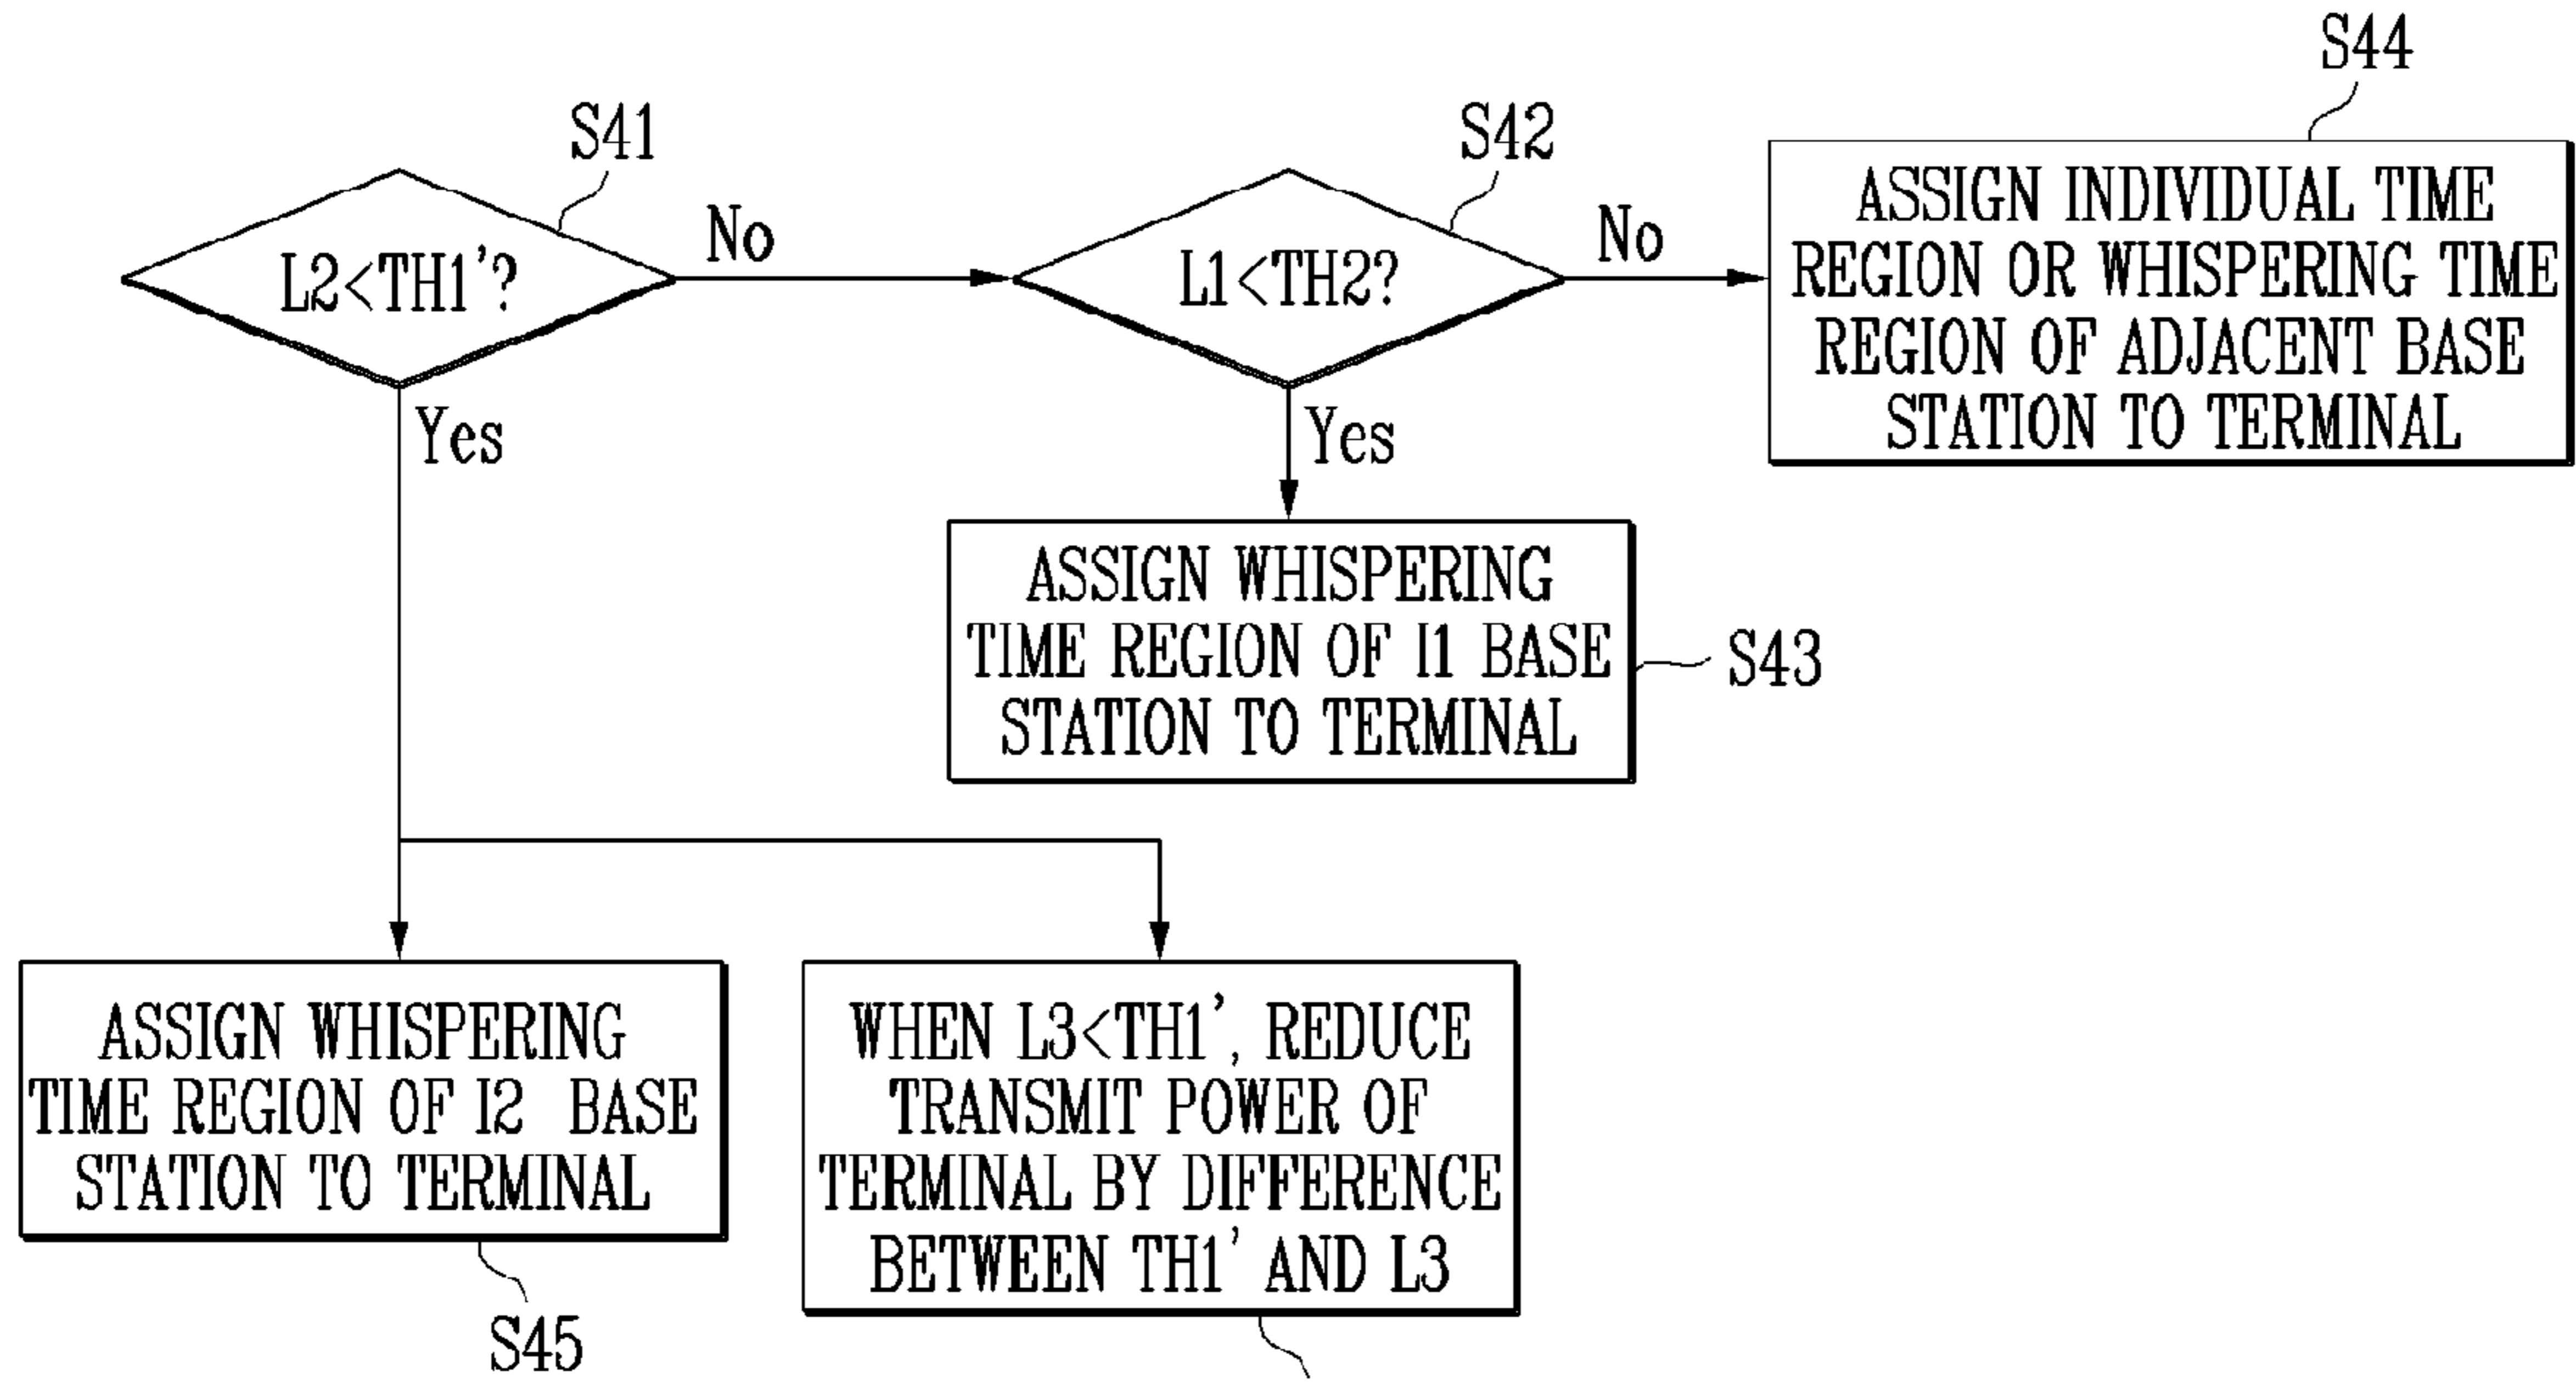 S44
S41
S42
No
No
L2<TH1'?
L1<TH2?
ASSIGN INDIVIDUAL TIME
REGION OR WHISPERING TIME
REGION OF ADJACENT BASE
STATION TO TERMINAL
Yes
Yes
ASSIGN WHISPERING
TIME REGION OF I1 BASE
STATION TO TERMINAL
S43
ASSIGN WHISPERING
TIME REGION OF I2 BASE
STATION TO TERMINAL
S45
WHEN L3<TH1', REDUCE
TRANSMIT POWER OF
TERMINAL BY DIFFERENCE
BETWEEN TH1' AND L3